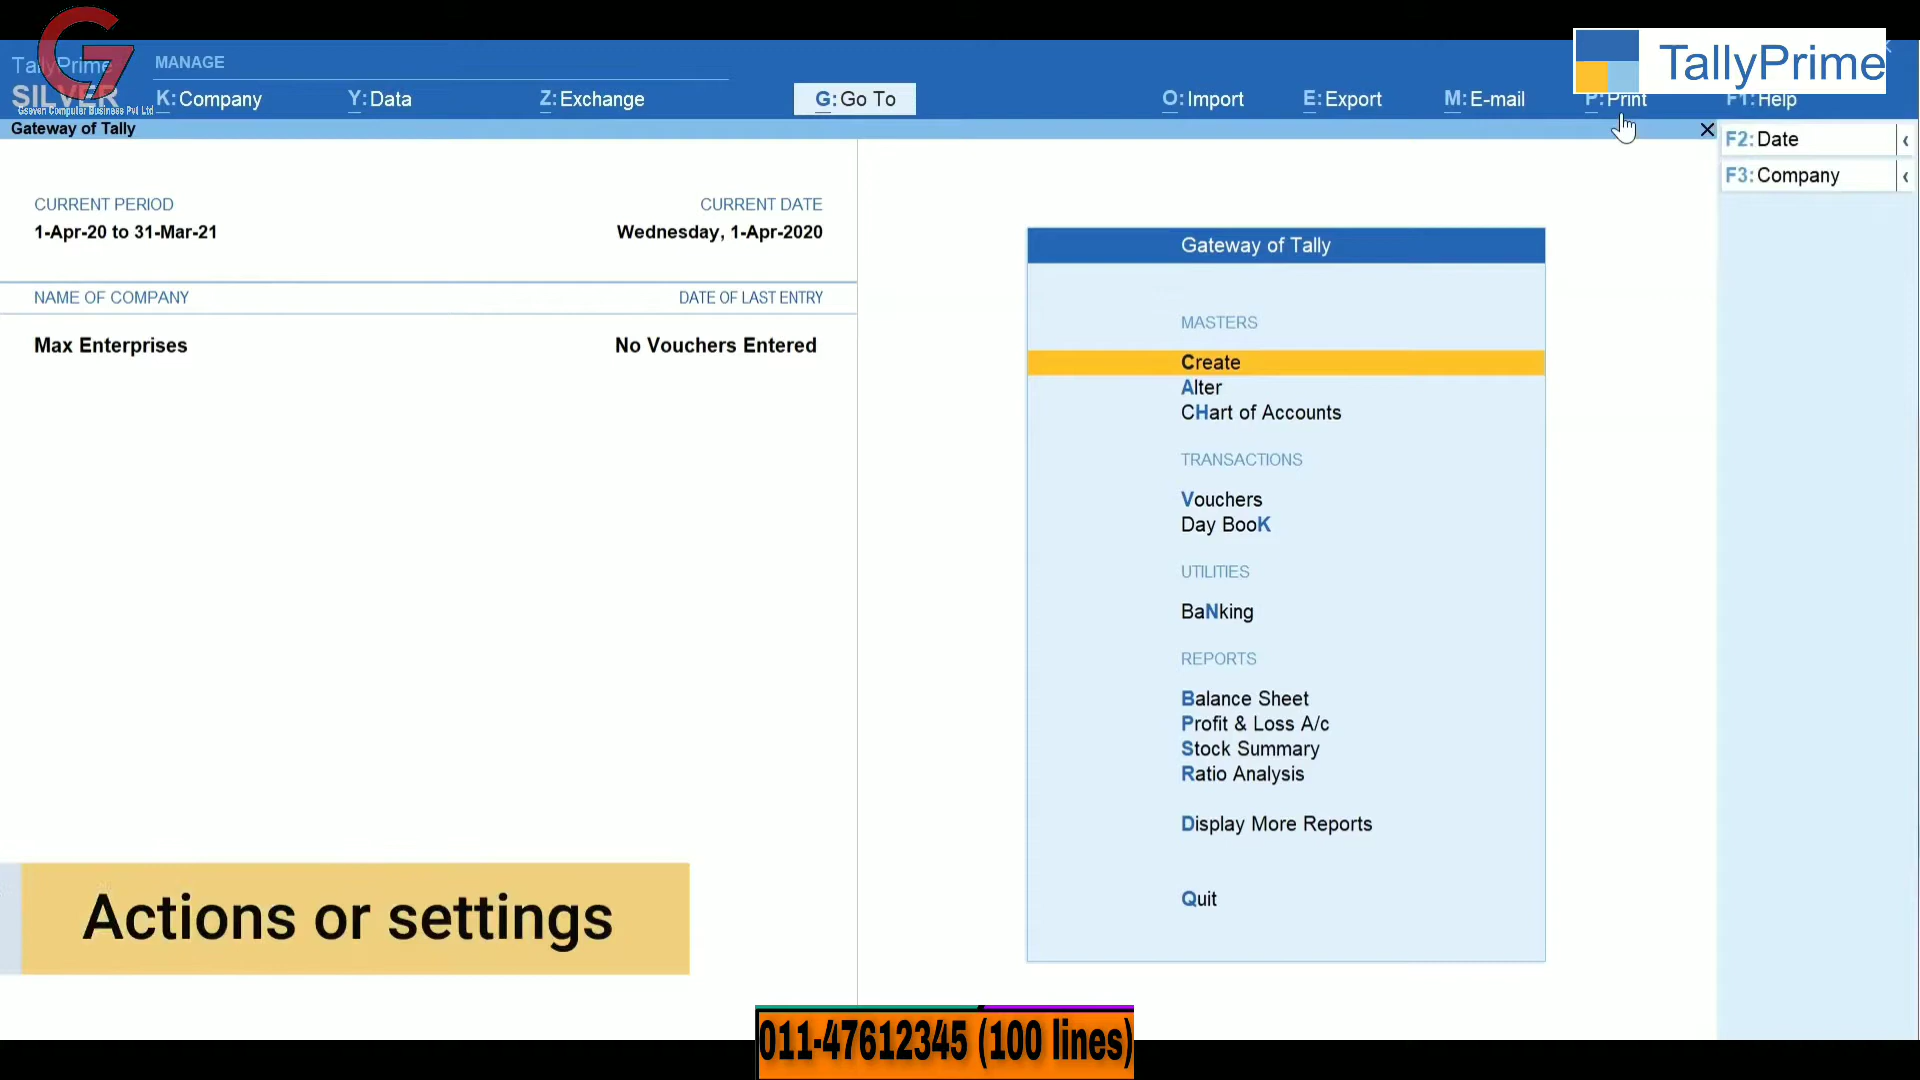 TallyPrime
MANAGE
TallyPrime
SILVER
Gseven Computer Business Pvt Ltd
K: Company
Y: Data
Z: Exchange
G: Go To
O: Import
E: Export
M: E-mail
P: Print
F1: Help
Gateway of Tally
F2: Date
F3: Company
CURRENT PERIOD
CURRENT DATE
1-Apr-20 to 31-Mar-21
Wednesday, 1-Apr-2020
NAME OF COMPANY
DATE OF LAST ENTRY
Max Enterprises
No Vouchers Entered
Gateway of Tally
MASTERS
Create
Alter
CHart of Accounts
TRANSACTIONS
Vouchers
Day BooK
UTILITIES
BaNking
REPORTS
Balance Sheet
Profit & Loss A/c
Stock Summary
Ratio Analysis
Display More Reports
Quit
Actions or settings
011-47612345 (100 lines)